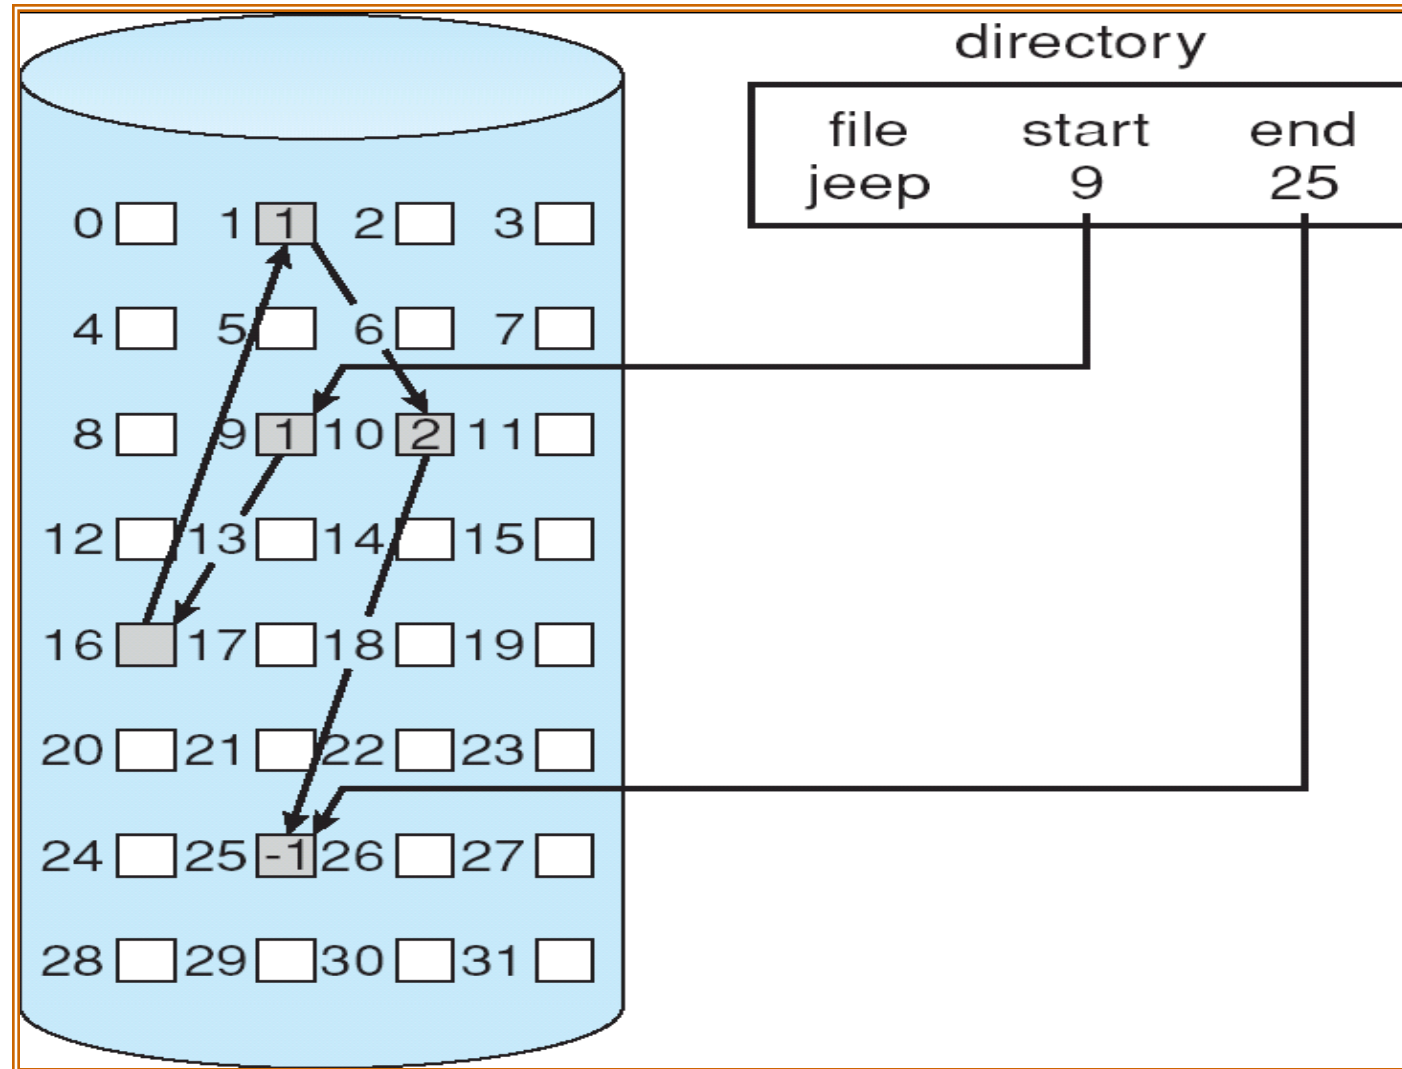 directory
file start end
jeep 9 25
0 1 1 2 3
4 5 6 7
8 9 1 10 2 11
12 13 14 15
16 17 18 19
20 21 22 23
24 25 -1 26 27
28 29 30 31